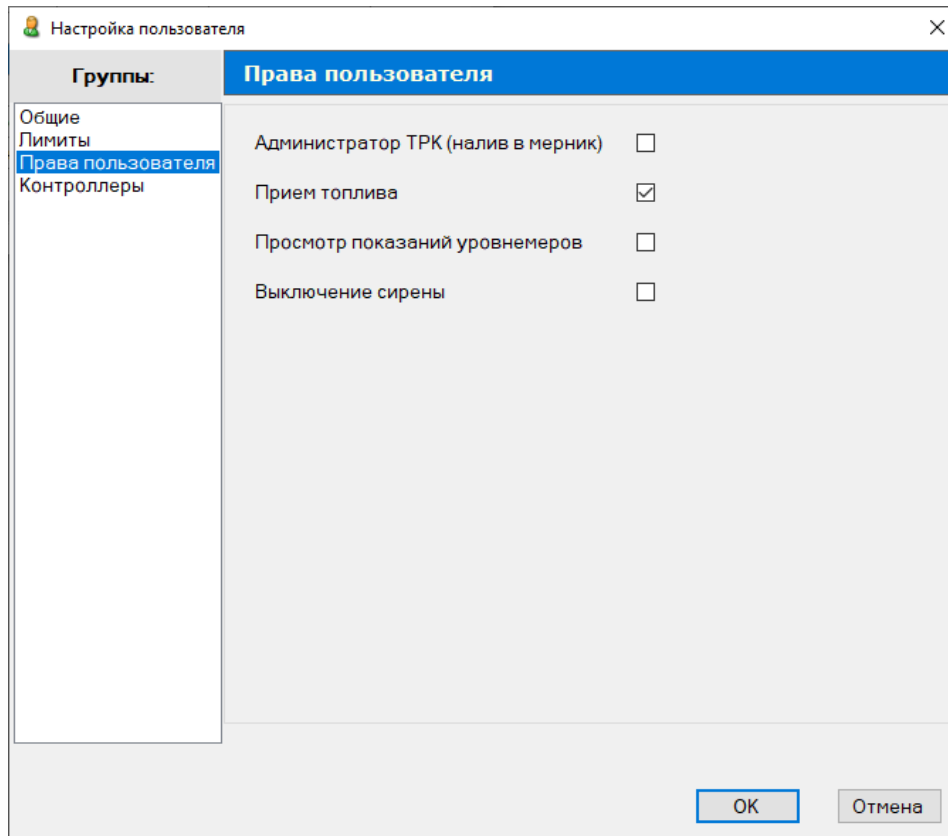 Настройка пользователя
Группы:
Права пользователя
Общие
Лимиты
Права пользователя
Контроллеры
Администратор ТРК (налив в мерник)
Прием топлива
Просмотр показаний уровнемеров
Выключение сирены
OK
Отмена